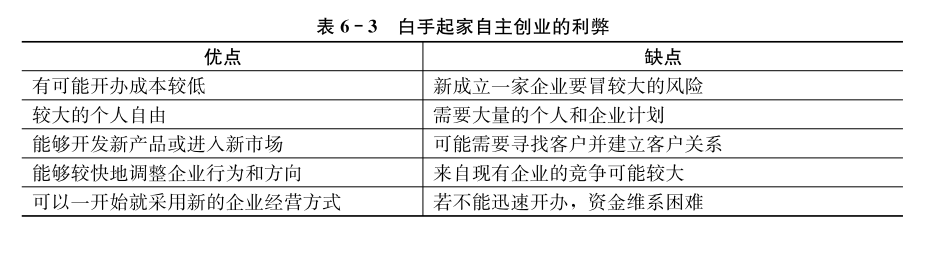 表 6-3 白手起家自主创业的利弊
优点 缺点
有可能开办成本较低 新成立一家企业要冒较大的风险
较大的个人自由 需要大量的个人和企业计划
能够开发新产品或进入新市场 可能需要寻找客户并建立客户关系
能够较快地调整企业行为和方向 来自现有企业的竞争可能较大
可以一开始就采用新的企业经营方式 若不能迅速开办，资金维系困难